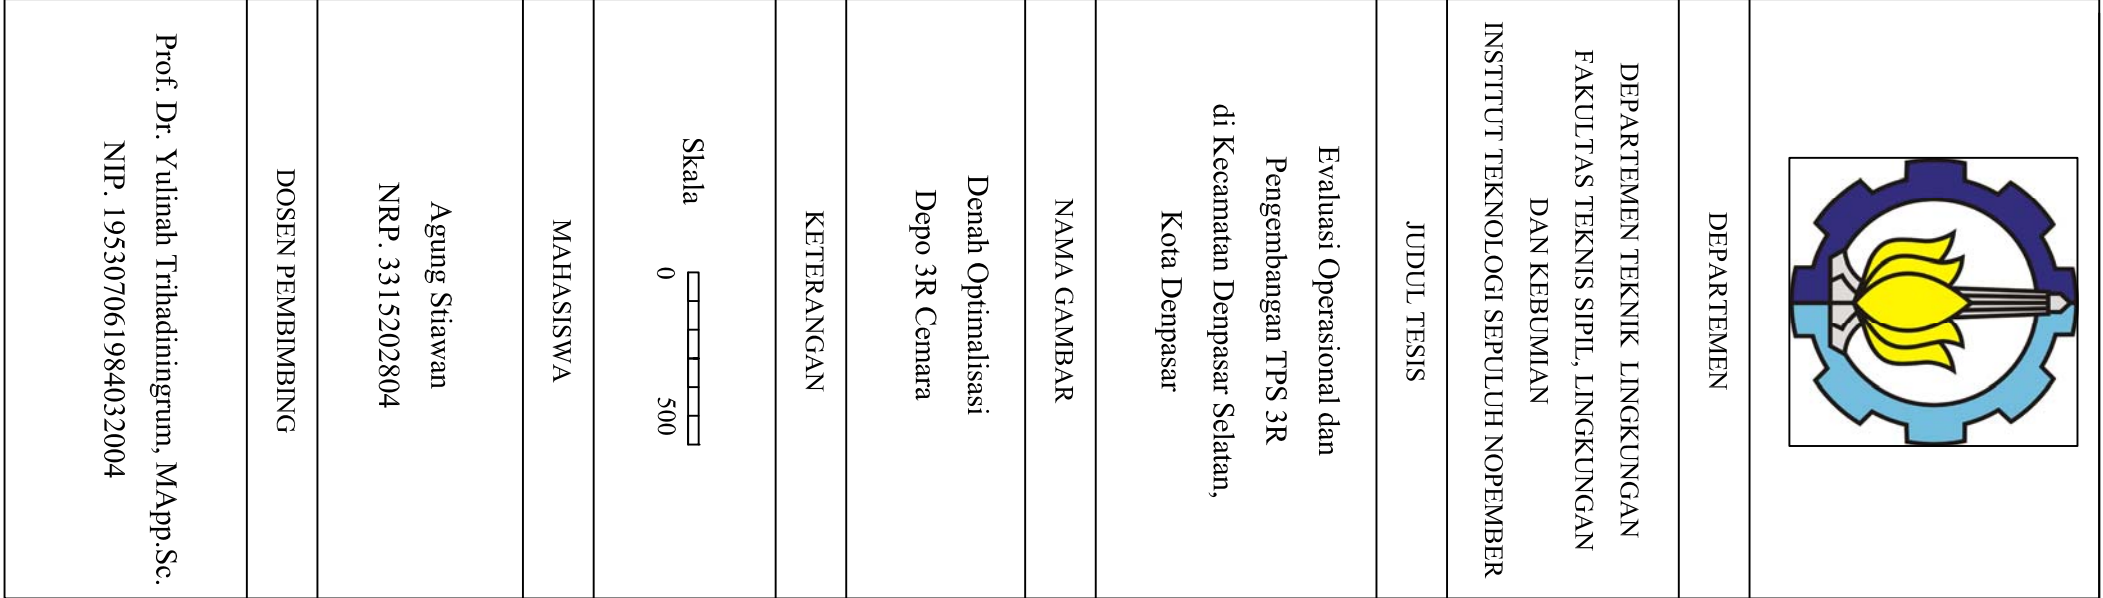 DEPARTEMEN
DEPARTEMEN TEKNIK LINGKUNGAN
FAKULTAS TEKNIS SIPIL, LINGKUNGAN
DAN KEBUMIAN
INSTITUT TEKNOLOGI SEPULUH NOPEMBER
JUDUL TESIS
Evaluasi Operasional dan
Pengembangan TPS 3R
di Kecamatan Denpasar Selatan,
Kota Denpasar
NAMA GAMBAR
Denah Optimalisasi
Depo 3R Cemara
KETERANGAN
Skala
0 500
MAHASISWA
Agung Stiawan
NRP. 3315202804
DOSEN PEMBIMBING
Prof. Dr. Yulinah Trihadiningrum, MApp.Sc.
NIP. 195307061984032004